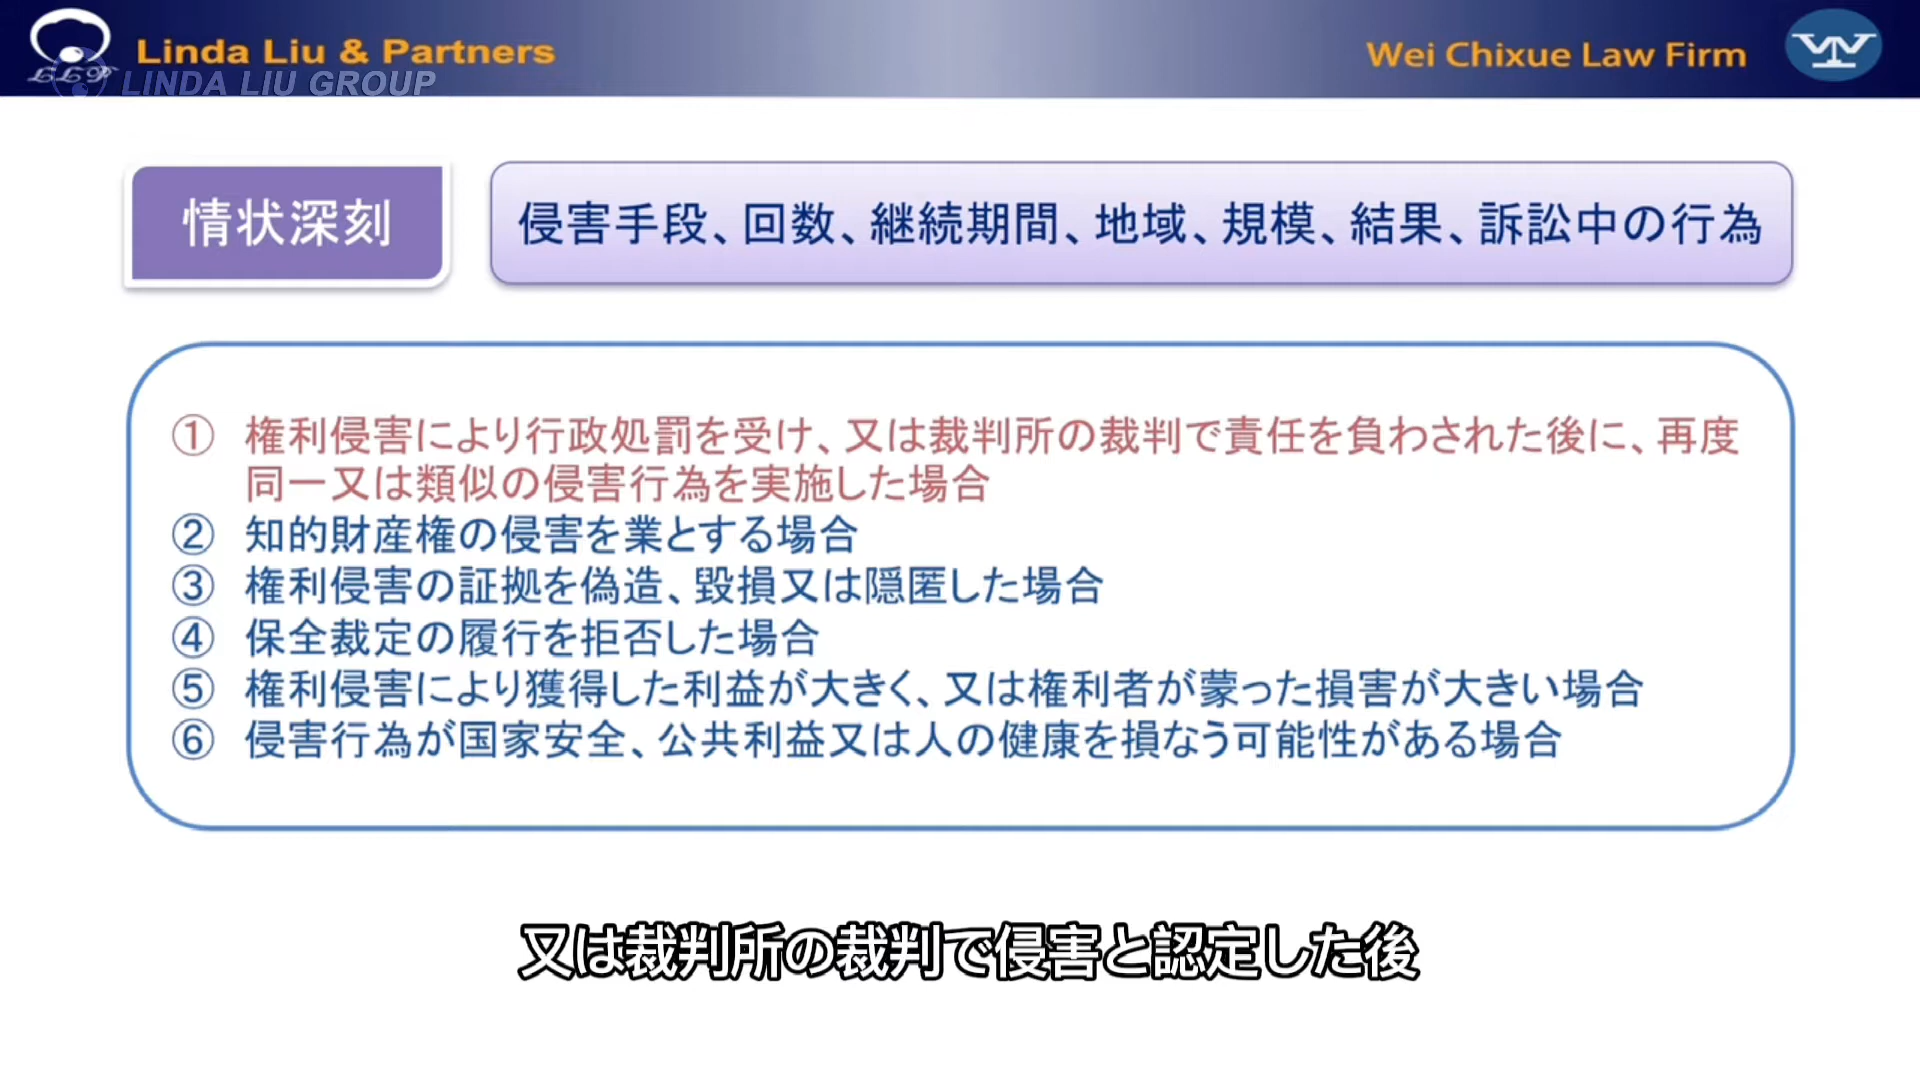 Linda Liu & Partners
LLP
LINDA LIU GROUP
Wei Chixue Law Firm
情状深刻
侵害手段、回数、継続期間、地域、規模、結果、訴訟中の行為
① 権利侵害により行政処罰を受け、又は裁判所の裁判で責任を負わされた後に、再度
同一又は類似の侵害行為を実施した場合
② 知的財産権の侵害を業とする場合
③ 権利侵害の証拠を偽造、毀損又は隠匿した場合
④ 保全裁定の履行を拒否した場合
⑤ 権利侵害により獲得した利益が大きく、又は権利者が蒙った損害が大きい場合
⑥ 侵害行為が国家安全、公共利益又は人の健康を損なう可能性がある場合
又は裁判所の裁判で侵害と認定した後